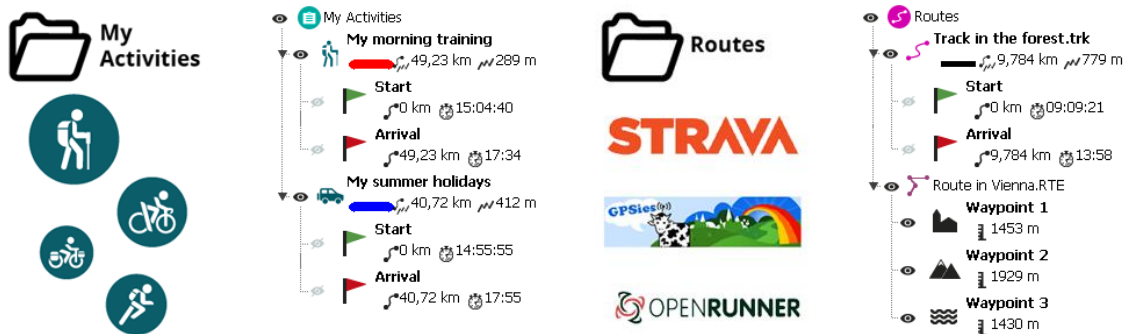 My
Activities
My Activities
My morning training
49,23 km 289 m
Start
0 km 15:04:40
Arrival
49,23 km 17:34
My summer holidays
40,72 km 412 m
Start
0 km 14:55:55
Arrival
40,72 km 17:55
Routes
STRAVA
GPSies
OPENRUNNER
Routes
Track in the forest.trk
9,784 km 779 m
Start
0 km 09:09:21
Arrival
9,784 km 13:58
Route in Vienna.RTE
Waypoint 1
1453 m
Waypoint 2
1929 m
Waypoint 3
1430 m